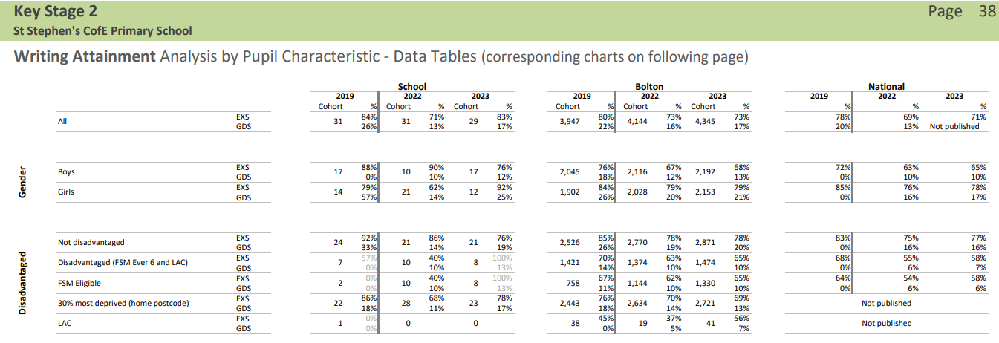 Key Stage 2 Page 38
St Stephen's CofE Primary School
Writing Attainment Analysis by Pupil Characteristic - Data Tables (corresponding charts on following page)
School Bolton National
2019 2022 2023 2019 2022 2023 2019 2022 2023
Cohort % Cohort % Cohort % Cohort % Cohort % Cohort % % % %
All EXS 31 84% 31 71% 29 83% 3,947 80% 4,144 73% 4,345 73% 78% 69% 71%
GDS 26% 13% 17% 22% 16% 17% 20% 13% Not published
Gender
Boys EXS 17 88% 10 90% 17 76% 2,045 76% 2,116 67% 2,192 68% 72% 63% 65%
GDS 0% 10% 12% 18% 12% 13% 0% 10% 10%
Girls EXS 14 79% 21 62% 12 92% 1,902 84% 2,028 79% 2,153 79% 85% 76% 78%
GDS 57% 14% 25% 26% 20% 21% 0% 16% 17%
Disadvantaged
Not disadvantaged EXS 24 92% 21 86% 21 76% 2,526 85% 2,770 78% 2,871 78% 83% 75% 77%
GDS 33% 14% 19% 26% 19% 20% 0% 16% 16%
Disadvantaged (FSM Ever 6 and LAC) EXS 7 57% 10 40% 8 100% 1,421 70% 1,374 63% 1,474 65% 68% 55% 58%
GDS 0% 10% 13% 14% 10% 10% 0% 6% 7%
FSM Eligible EXS 2 0% 10 40% 8 100% 758 67% 1,144 62% 1,330 65% 64% 54% 58%
GDS 0% 10% 13% 11% 10% 10% 0% 6% 6%
30% most deprived (home postcode) EXS 22 86% 28 68% 23 78% 2,443 76% 2,634 70% 2,721 69% Not published
GDS 18% 11% 17% 18% 14% 13%
LAC EXS 1 0% 0 0 38 45% 19 37% 41 56% Not published
GDS 0% 0% 5% 7%